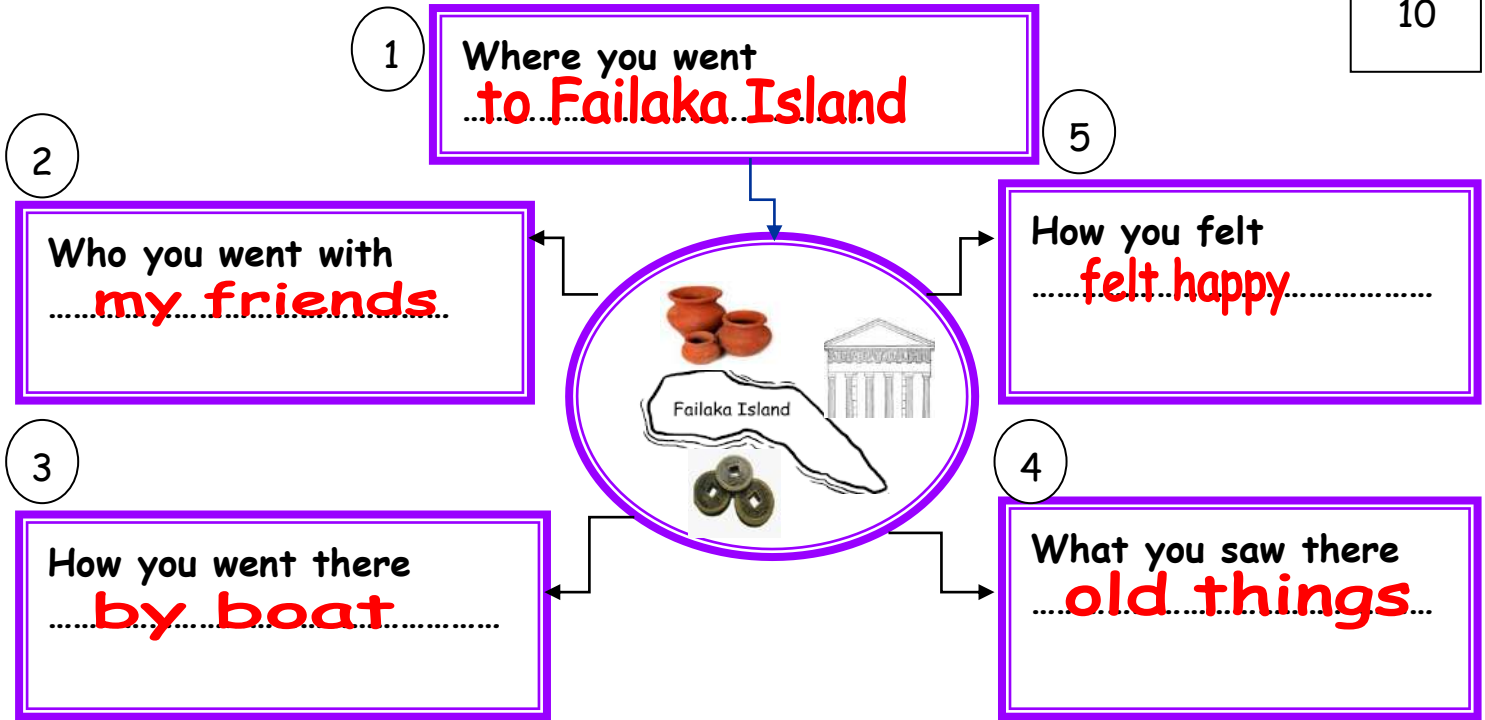 10
1
Where you went
to Failaka Island
2
Who you went with
my friends
3
How you went there
by boat
4
What you saw there
old things
5
How you felt
felt happy
Failaka Island